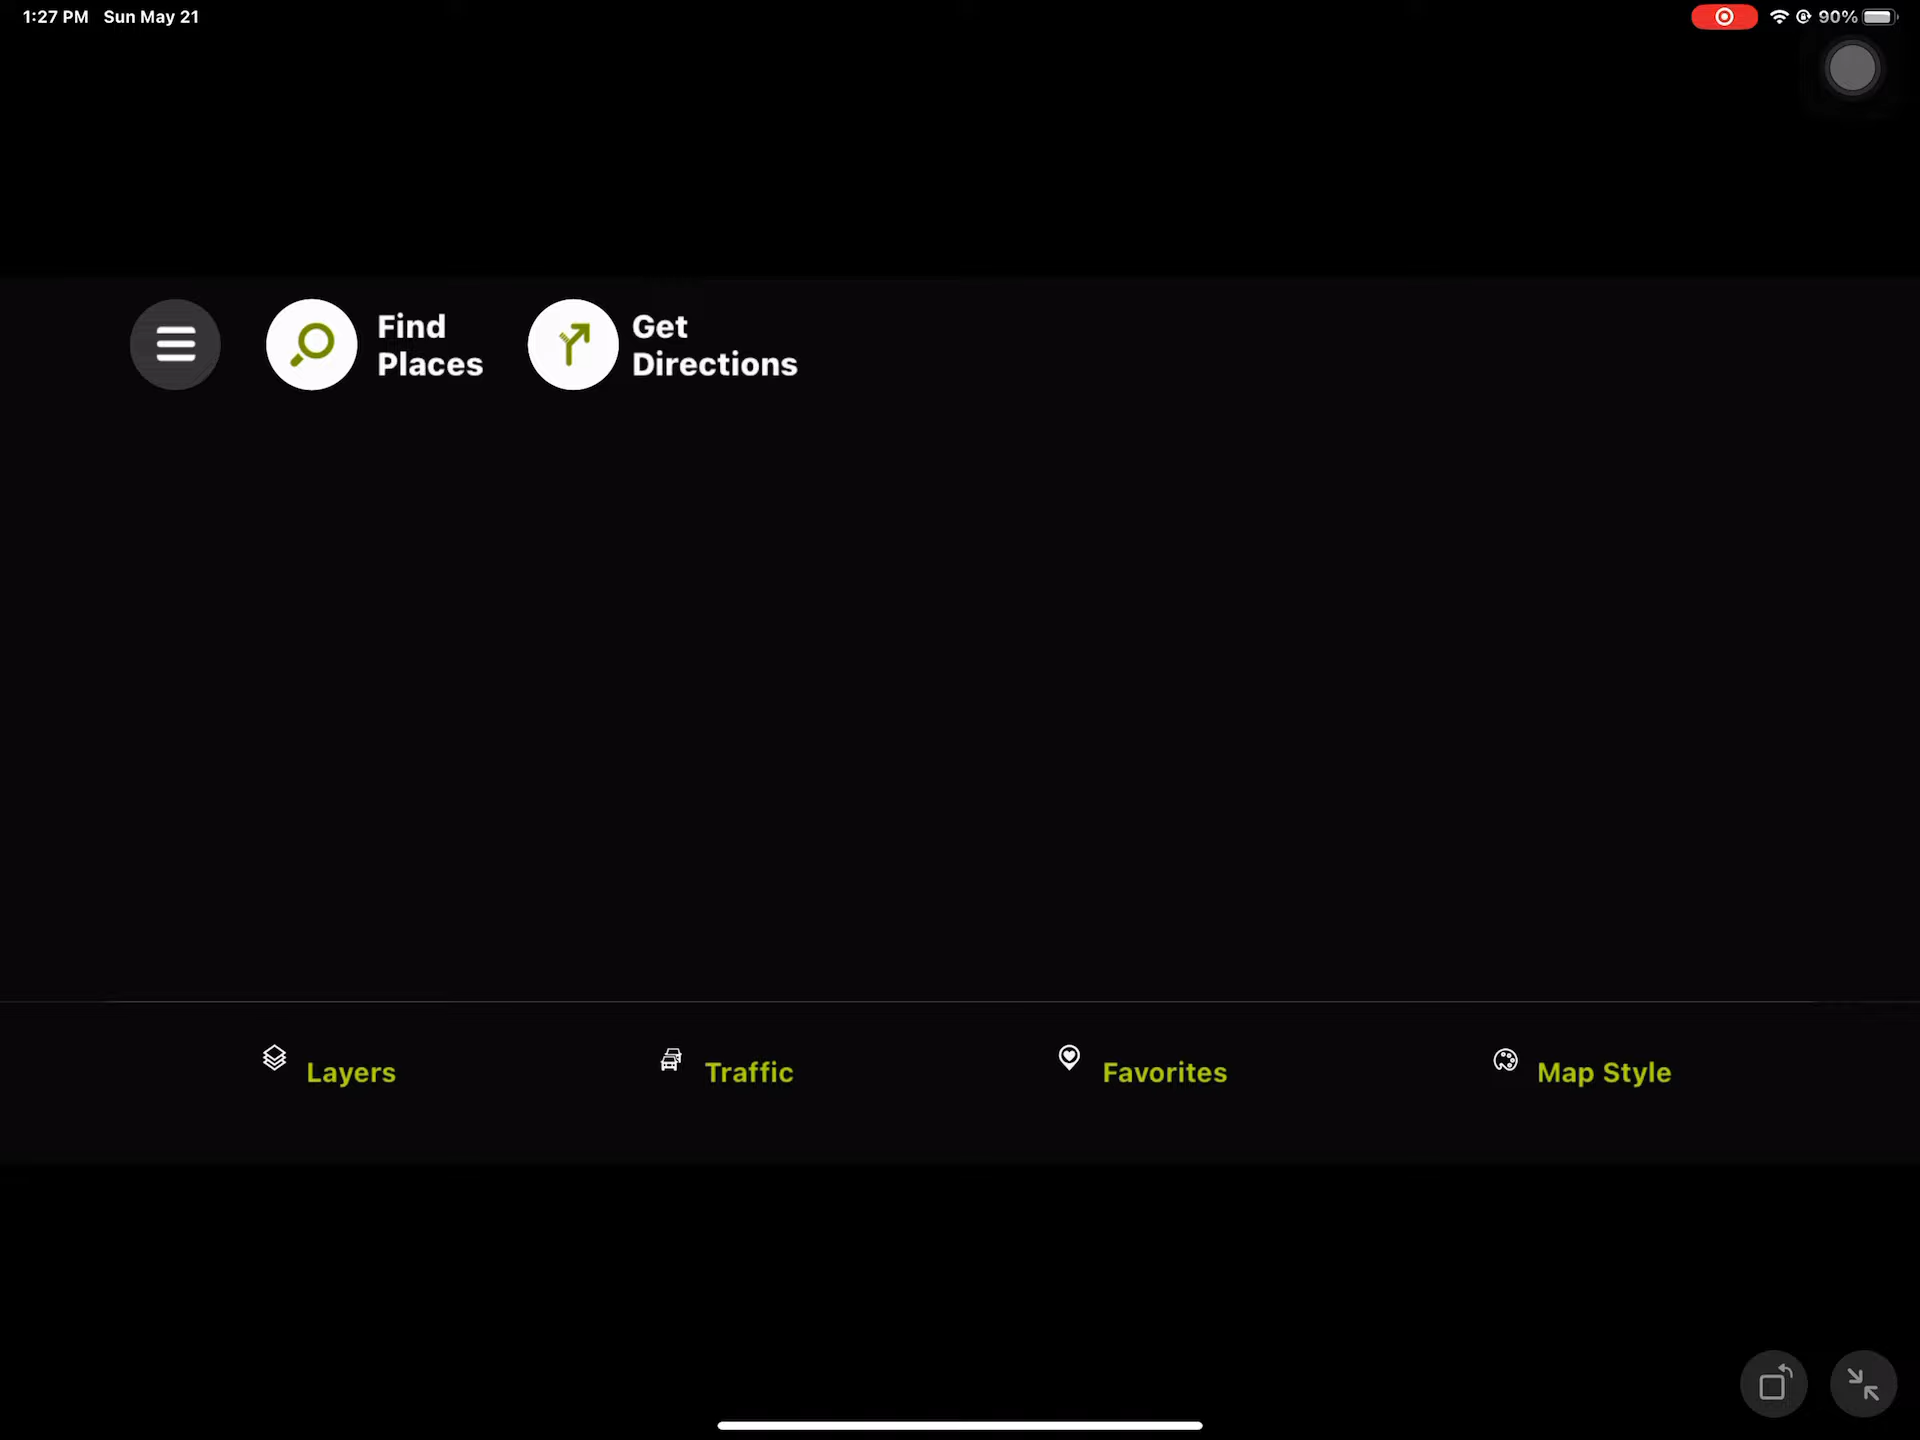 1:27 PM Sun May 21
90%
Find
Places
Get
Directions
Layers
Traffic
Favorites
Map Style